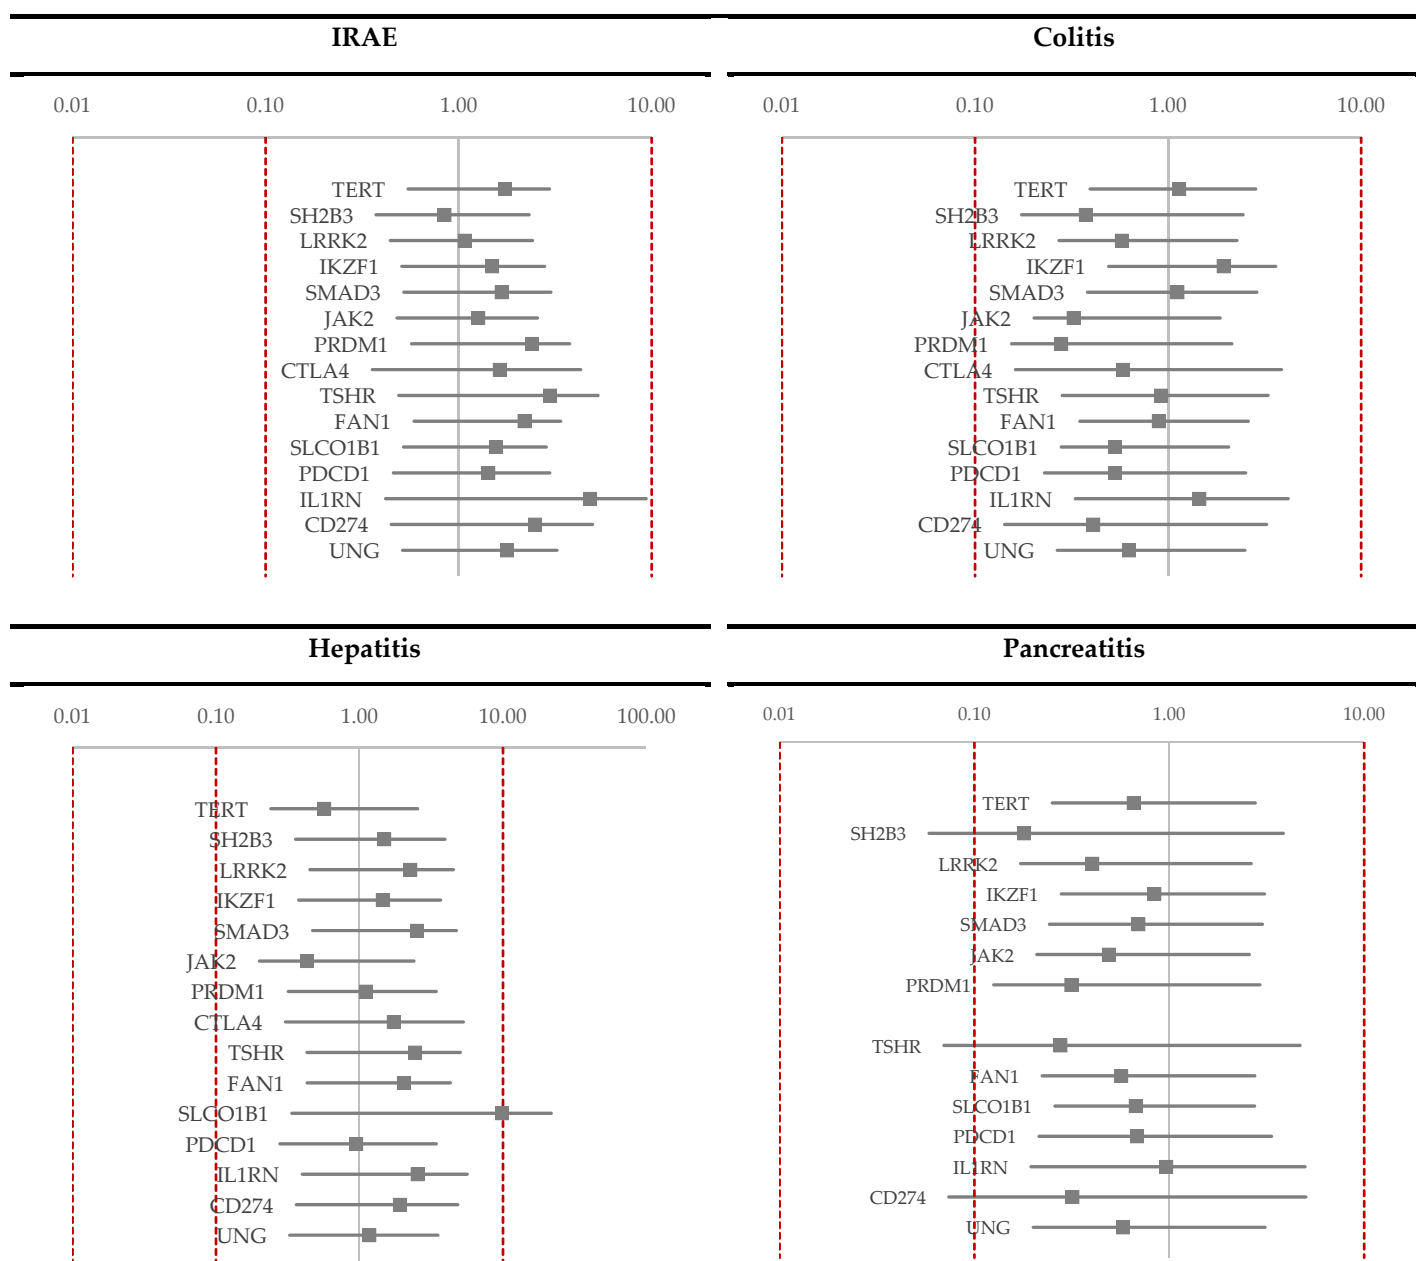 IRAE
0.01 0.10 1.00 10.00
TERT
SH2B3
LRRK2
IKZF1
SMAD3
JAK2
PRDM1
CTLA4
TSHR
FAN1
SLCO1B1
PDCD1
IL1RN
CD274
UNG
Colitis
0.01 0.10 1.00 10.00
TERT
SH2B3
LRRK2
IKZF1
SMAD3
JAK2
PRDM1
CTLA4
TSHR
FAN1
SLCO1B1
PDCD1
IL1RN
CD274
UNG
Hepatitis
0.01 0.10 1.00 10.00 100.00
TERT
SH2B3
LRRK2
IKZF1
SMAD3
JAK2
PRDM1
CTLA4
TSHR
FAN1
SLCO1B1
PDCD1
IL1RN
CD274
UNG
Pancreatitis
0.01 0.10 1.00 10.00
TERT
SH2B3
LRRK2
IKZF1
SMAD3
JAK2
PRDM1
TSHR
FAN1
SLCO1B1
PDCD1
IL1RN
CD274
UNG